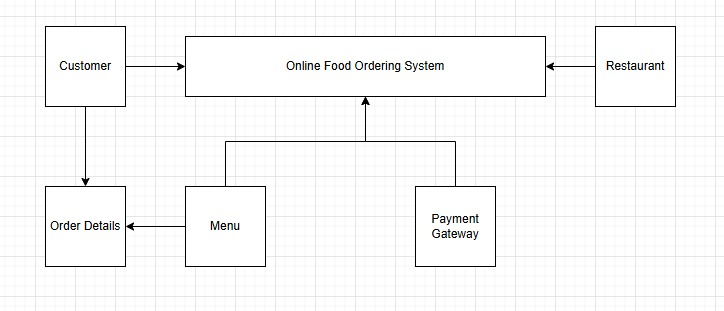 Customer
Online Food Ordering System
Restaurant
Order Details
Menu
Payment
Gateway